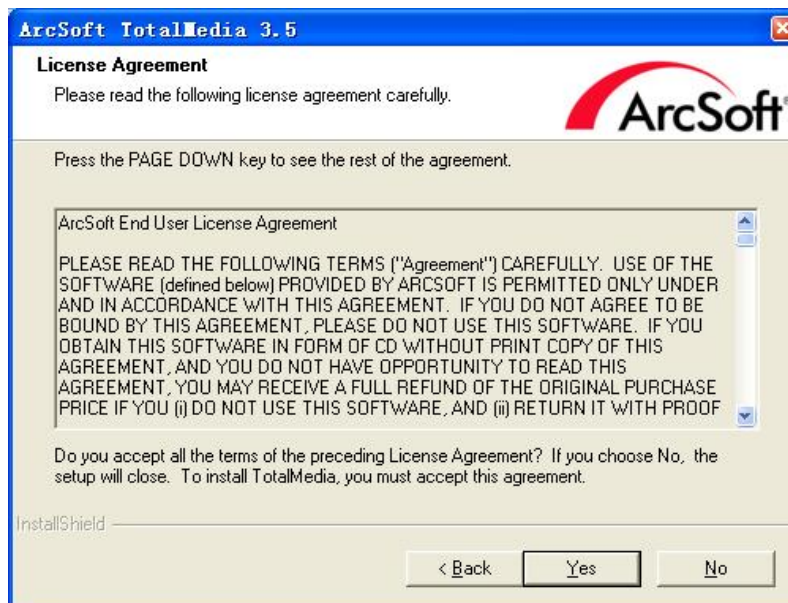 ArcSoft TotalMedia 3.5
License Agreement
Please read the following license agreement carefully.
ArcSoft
Press the PAGE DOWN key to see the rest of the agreement.
ArcSoft End User License Agreement
PLEASE READ THE FOLLOWING TERMS ("Agreement") CAREFULLY. USE OF THE
SOFTWARE (defined below) PROVIDED BY ARCSOFT IS PERMITTED ONLY UNDER
AND IN ACCORDANCE WITH THIS AGREEMENT. IF YOU DO NOT AGREE TO BE
BOUND BY THIS AGREEMENT, PLEASE DO NOT USE THIS SOFTWARE. IF YOU
OBTAIN THIS SOFTWARE IN FORM OF CD WITHOUT PRINT COPY OF THIS
AGREEMENT, AND YOU DO NOT HAVE OPPORTUNITY TO READ THIS
AGREEMENT, YOU MAY RECEIVE A FULL REFUND OF THE ORIGINAL PURCHASE
PRICE IF YOU (i) DO NOT USE THIS SOFTWARE, AND (ii) RETURN IT WITH PROOF
Do you accept all the terms of the preceding License Agreement? If you choose No, the
setup will close. To install TotalMedia, you must accept this agreement.
InstallShield
< Back Yes No